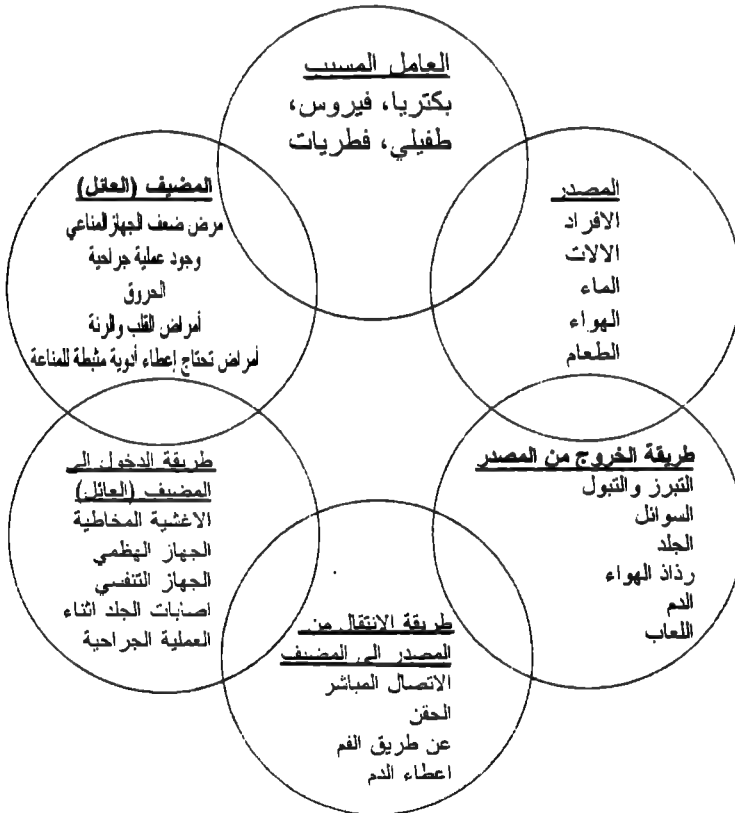 العامل المسبب
بكتريا، فيروس،
طفيلي، فطريات
المصدر
الافراد
الالات
الماء
الهواء
الطعام
طريقة الخروج من المصدر
التبرز والتبول
السوائل
الجلد
رذاذ الهواء
الدم
اللعاب
طريقة الانتقال من
المصدر الى المضيف
الاتصال المباشر
الحقن
عن طريق الفم
اعطاء الدم
طريقة الدخول الى
المضيف (العائل)
الاغشية المخاطية
الجهاز الهظمي
الجهاز التنفسي
اصابات الجلد اثناء
العملية الجراحية
المضيف (العائل)
مرض ضعف الجهاز المناعي
وجود عملية جراحية
الحروق
أمراض القلب والرئة
أمراض تحتاج إعطاء أدوية مثبطة للمناعة